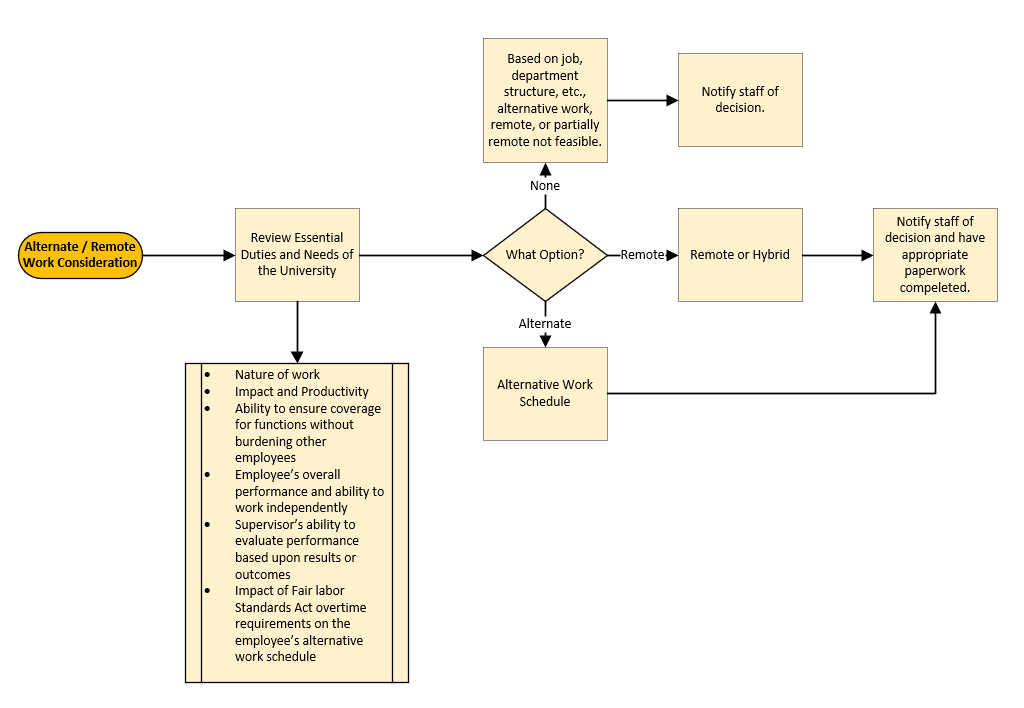 Based on job,
department
structure, etc.,
alternative work,
remote, or partially
remote not feasible.
Notify staff of
decision.
None
Alternate / Remote
Work Consideration
Review Essential
Duties and Needs of
the University
What Option?
Remote
Remote or Hybrid
Notify staff of
decision and have
appropriate
paperwork
compeleted.
Alternate
Alternative Work
Schedule
• Nature of work
• Impact and Productivity
• Ability to ensure coverage
for functions without
burdening other
employees
• Employee’s overall
performance and ability to
work independently
• Supervisor’s ability to
evaluate performance
based upon results or
outcomes
• Impact of Fair labor
Standards Act overtime
requirements on the
employee’s alternative
work schedule